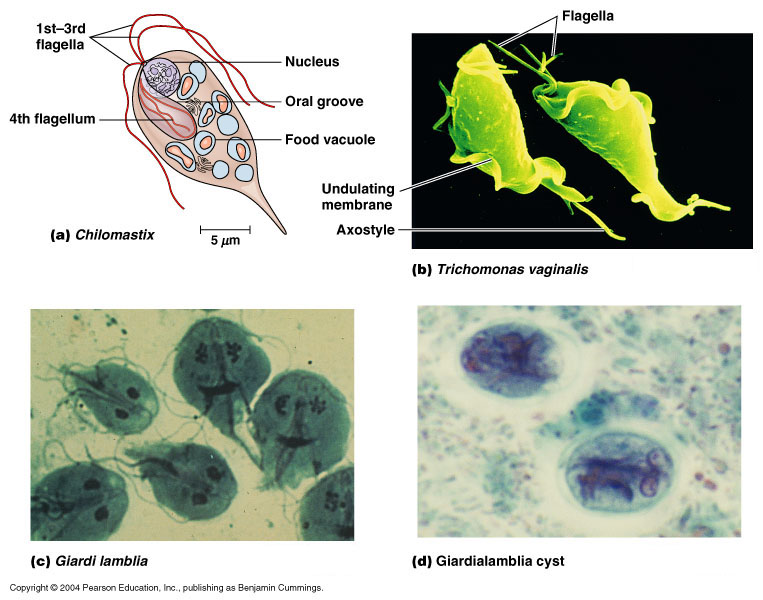 1st–3rd
flagella
Nucleus
Oral groove
4th flagellum
Food vacuole
(a) Chilomastix
5 μm
Flagella
Undulating
membrane
Axostyle
(b) Trichomonas vaginalis
(c) Giardi lamblia
(d) Giardialamblia cyst
Copyright © 2004 Pearson Education, Inc., publishing as Benjamin Cummings.